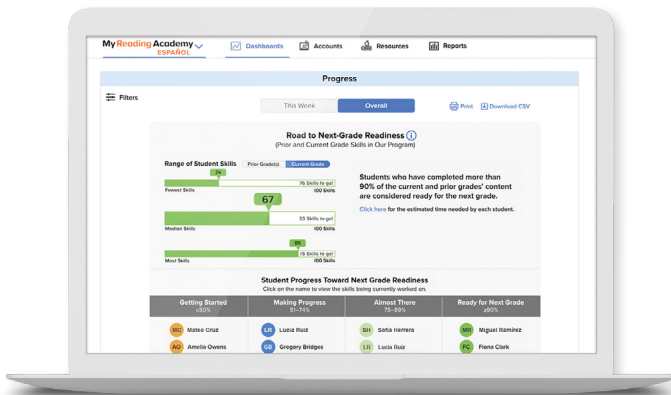 My Reading Academy
ESPAÑOL
Dashboards
Accounts
Resources
Reports
Progress
Filters
This Week
Overall
Print
Download CSV
Road to Next-Grade Readiness
(Prior and Current Grade Skills in Our Program)
Range of Student Skills
Prior Grade(s)
Current Grade
24
76 Skills to go!
Fewest Skills
100 Skills
67
33 Skills to go!
Median Skills
100 Skills
85
15 Skills to go!
Most Skills
100 Skills
Students who have completed more than
90% of the current and prior grades' content
are considered ready for the next grade.
Click here for the estimated time needed by each student.
Student Progress Toward Next Grade Readiness
Click on the name to view the skills being currently worked on.
Getting Started
≤50%
Making Progress
51–74%
Almost There
75–89%
Ready for Next Grade
≥90%
MC Mateo Cruz
LR Lucia Ruiz
SH Sofia Herrera
MR Miguel Ramirez
AO Amelia Owens
GB Gregory Bridges
LR Lucia Ruiz
FC Fiona Clark